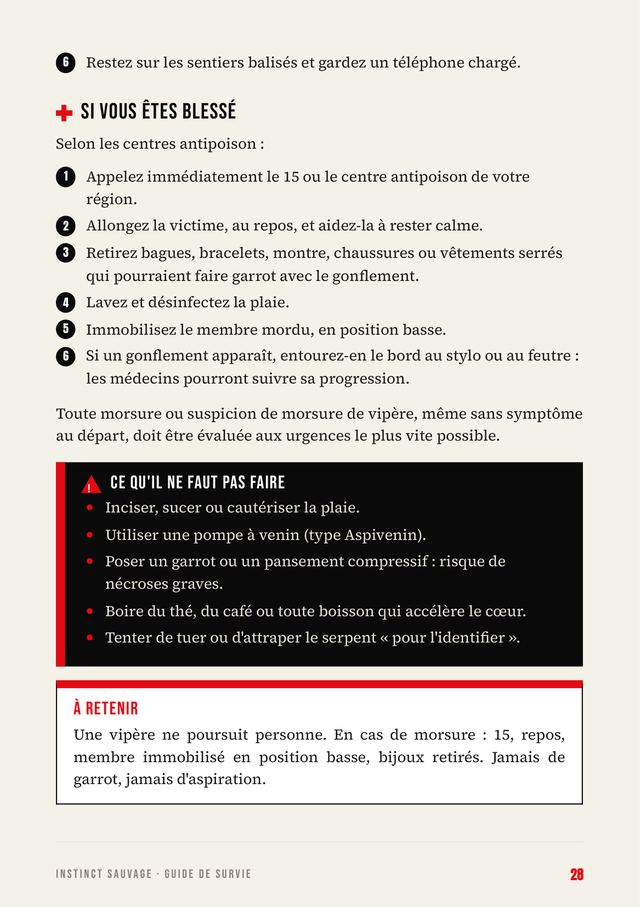 6 Restez sur les sentiers balisés et gardez un téléphone chargé.
SI VOUS ÊTES BLESSÉ
Selon les centres antipoison :
1 Appelez immédiatement le 15 ou le centre antipoison de votre
région.
2 Allongez la victime, au repos, et aidez-la à rester calme.
3 Retirez bagues, bracelets, montre, chaussures ou vêtements serrés
qui pourraient faire garrot avec le gonflement.
4 Lavez et désinfectez la plaie.
5 Immobilisez le membre mordu, en position basse.
6 Si un gonflement apparaît, entourez-en le bord au stylo ou au feutre :
les médecins pourront suivre sa progression.
Toute morsure ou suspicion de morsure de vipère, même sans symptôme
au départ, doit être évaluée aux urgences le plus vite possible.
! CE QU'IL NE FAUT PAS FAIRE
• Inciser, sucer ou cautériser la plaie.
• Utiliser une pompe à venin (type Aspivenin).
• Poser un garrot ou un pansement compressif : risque de
nécroses graves.
• Boire du thé, du café ou toute boisson qui accélère le cœur.
• Tenter de tuer ou d'attraper le serpent « pour l'identifier ».
À RETENIR
Une vipère ne poursuit personne. En cas de morsure : 15, repos,
membre immobilisé en position basse, bijoux retirés. Jamais de
garrot, jamais d'aspiration.
INSTINCT SAUVAGE · GUIDE DE SURVIE 28